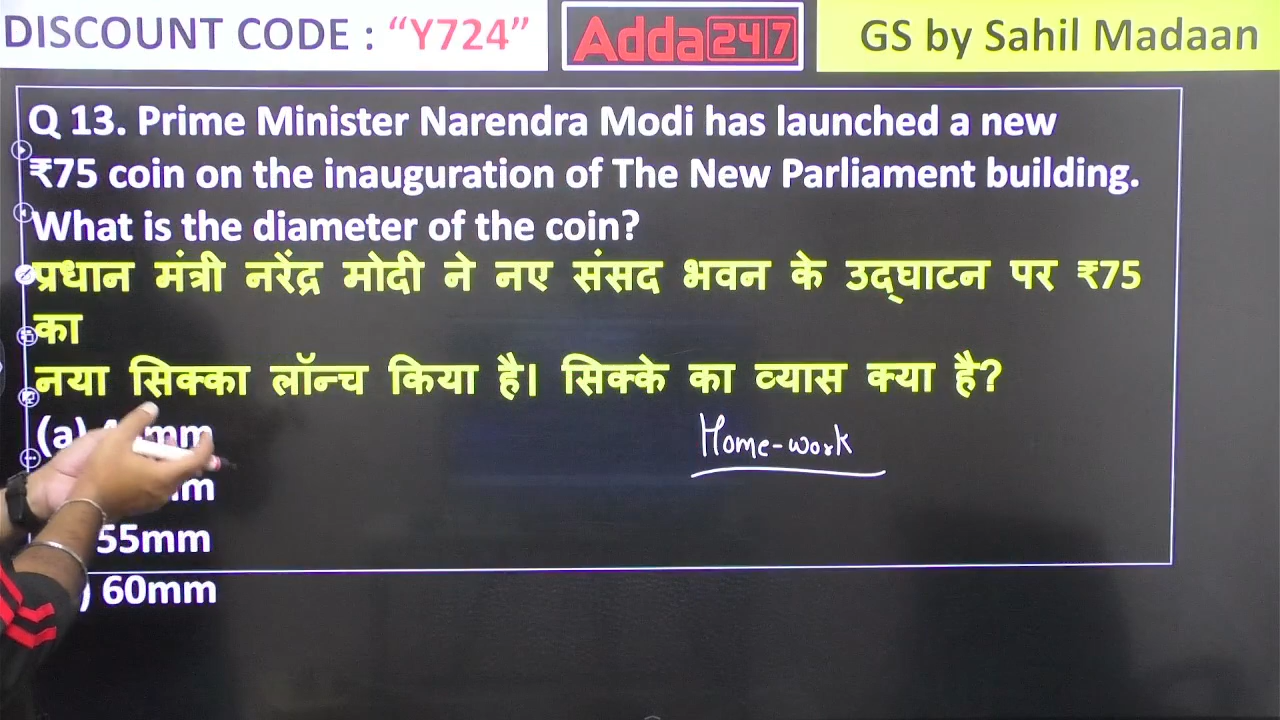 DISCOUNT CODE : “Y724”
Adda247
GS by Sahil Madaan
Q 13. Prime Minister Narendra Modi has launched a new
₹75 coin on the inauguration of The New Parliament building.
What is the diameter of the coin?
प्रधान मंत्री नरेंद्र मोदी ने नए संसद भवन के उद्घाटन पर ₹75
का
नया सिक्का लॉन्च किया है। सिक्के का व्यास क्या है?
(a) mm
Home-work
mm
55mm
) 60mm